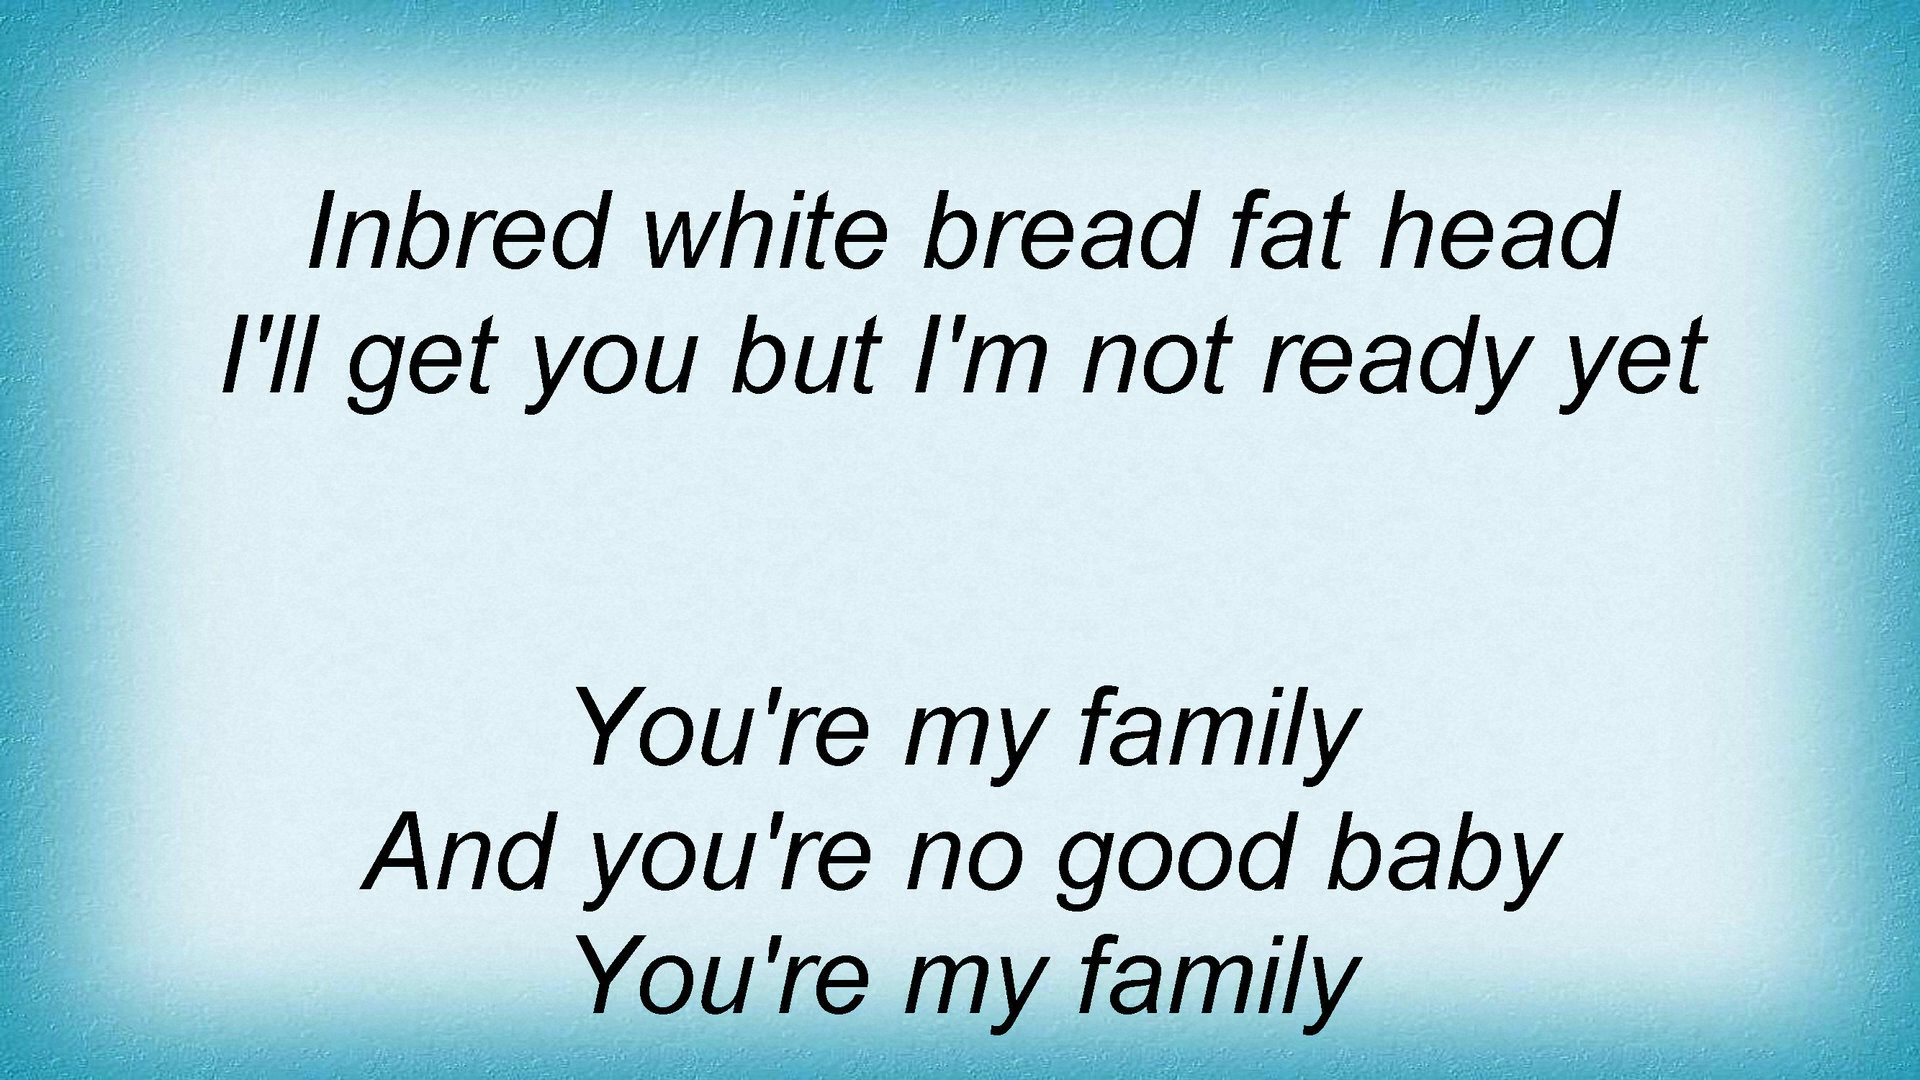 Inbred white bread fat head
I'll get you but I'm not ready yet
You're my family
And you're no good baby
You're my family